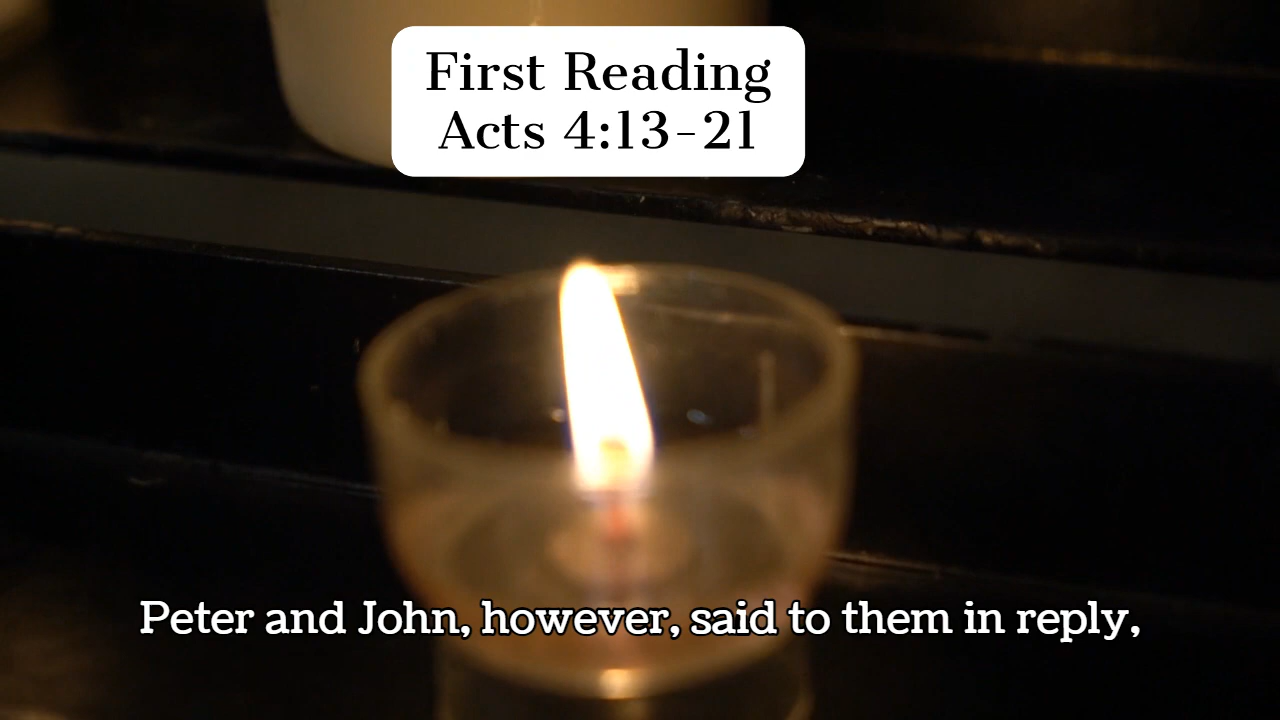 First Reading
Acts 4:13-21
Peter and John, however, said to them in reply,